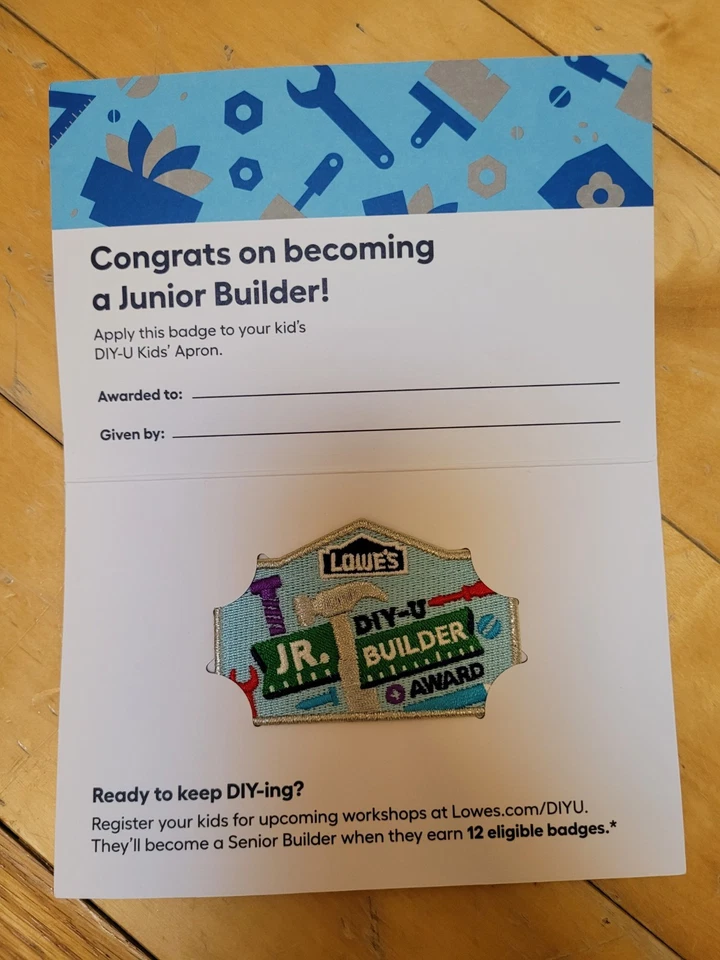 Congrats on becoming
a Junior Builder!
Apply this badge to your kid's
DIY-U Kids' Apron.
Awarded to:
Given by:
LOWE'S
DIY-U
JR. BUILDER
AWARD
Ready to keep DIY-ing?
Register your kids for upcoming workshops at Lowes.com/DIYU.
They'll become a Senior Builder when they earn 12 eligible badges.*